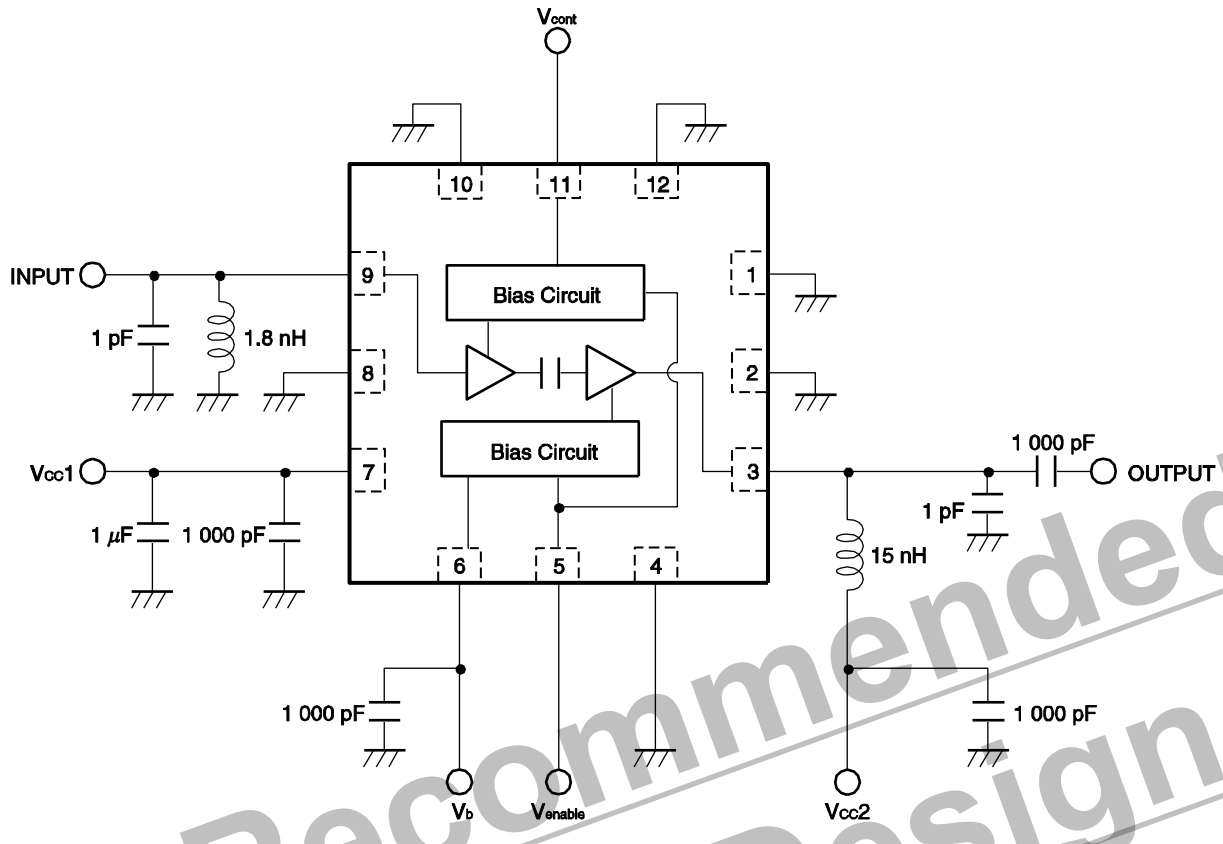 Vcont
10
11
12
INPUT
9
Bias Circuit
1
1 pF
1.8 nH
8
2
Bias Circuit
VCC1
7
3
1 000 pF
OUTPUT
1 μF
1 000 pF
1 pF
15 nH
6
5
4
1 000 pF
1 000 pF
Vb
Venable
VCC2
Recommended
Design